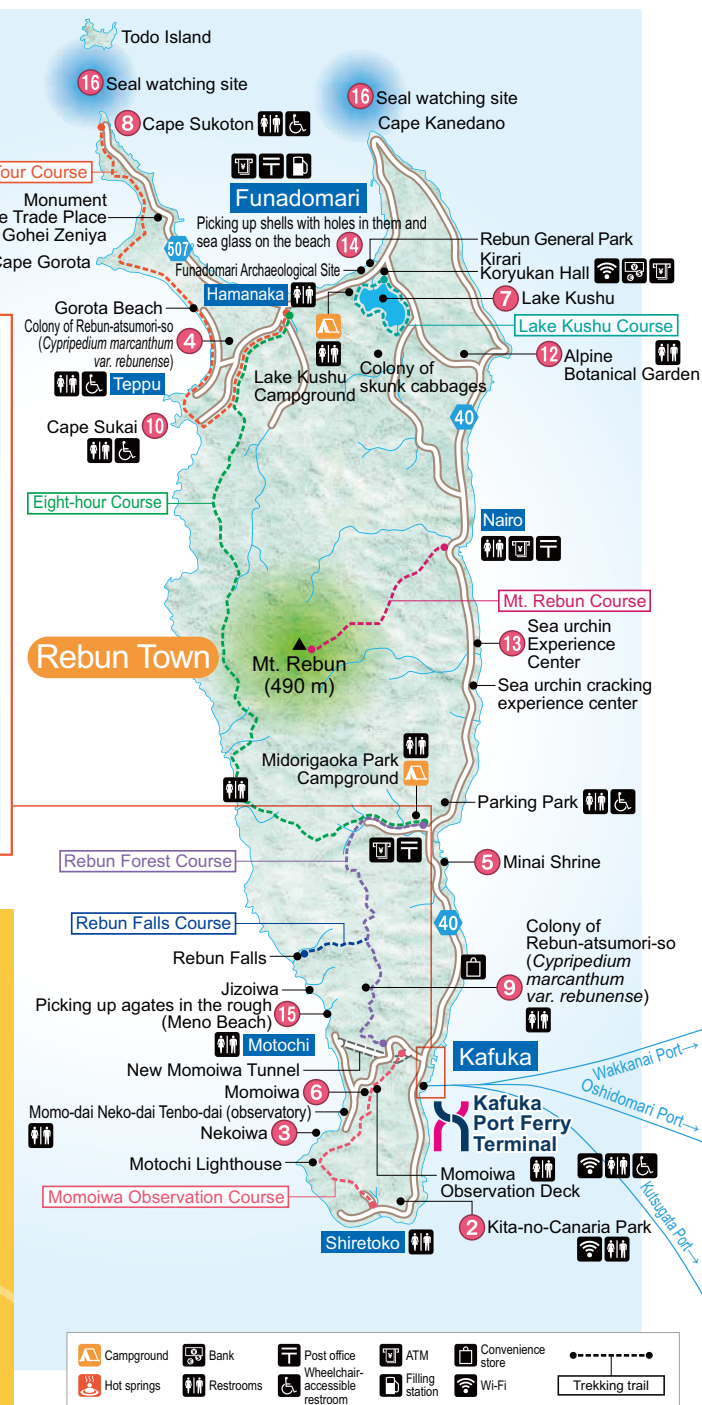 Todo Island
16 Seal watching site
16 Seal watching site
8 Cape Sukoton
Cape Kanedano
our Course
Funadomari
Monument
Trade Place
Gohei Zeniya
507
Picking up shells with holes in them and
sea glass on the beach 14
Rebun General Park
Kirari
Cape Gorota
Funadomari Archaeological Site
Koryukan Hall
Hamanaka
7 Lake Kushu
Gorota Beach
Lake Kushu Course
Colony of Rebun-atsumori-so
(Cypripedium marcanthum
var. rebunense)
4
12 Alpine
Botanical Garden
Teppu
Lake Kushu
Campground
Colony of
skunk cabbages
Cape Sukai 10
40
Eight-hour Course
Nairo
Mt. Rebun Course
Rebun Town
Mt. Rebun
(490 m)
13 Sea urchin
Experience
Center
Sea urchin cracking
experience center
Midorigaoka Park
Campground
Parking Park
Rebun Forest Course
5 Minai Shrine
Rebun Falls Course
40
Colony of
Rebun-atsumori-so
(Cypripedium
marcanthum
var. rebunense)
9
Rebun Falls
Jizoiwa
Picking up agates in the rough
(Meno Beach)
15
Motochi
New Momoiwa Tunnel
Kafuka
Wakkanai Port→
Oshidomari Port→
Kutsugata Port→
Momoiwa 6
Momo-dai Neko-dai Tenbo-dai (observatory)
Kafuka
Port Ferry
Terminal
Nekoiwa 3
Motochi Lighthouse
Momoiwa
Observation Deck
Momoiwa Observation Course
2 Kita-no-Canaria Park
Shiretoko
Campground
Bank
Post office
ATM
Convenience
store
Hot springs
Restrooms
Wheelchair-
accessible
restroom
Filling
station
Wi-Fi
Trekking trail